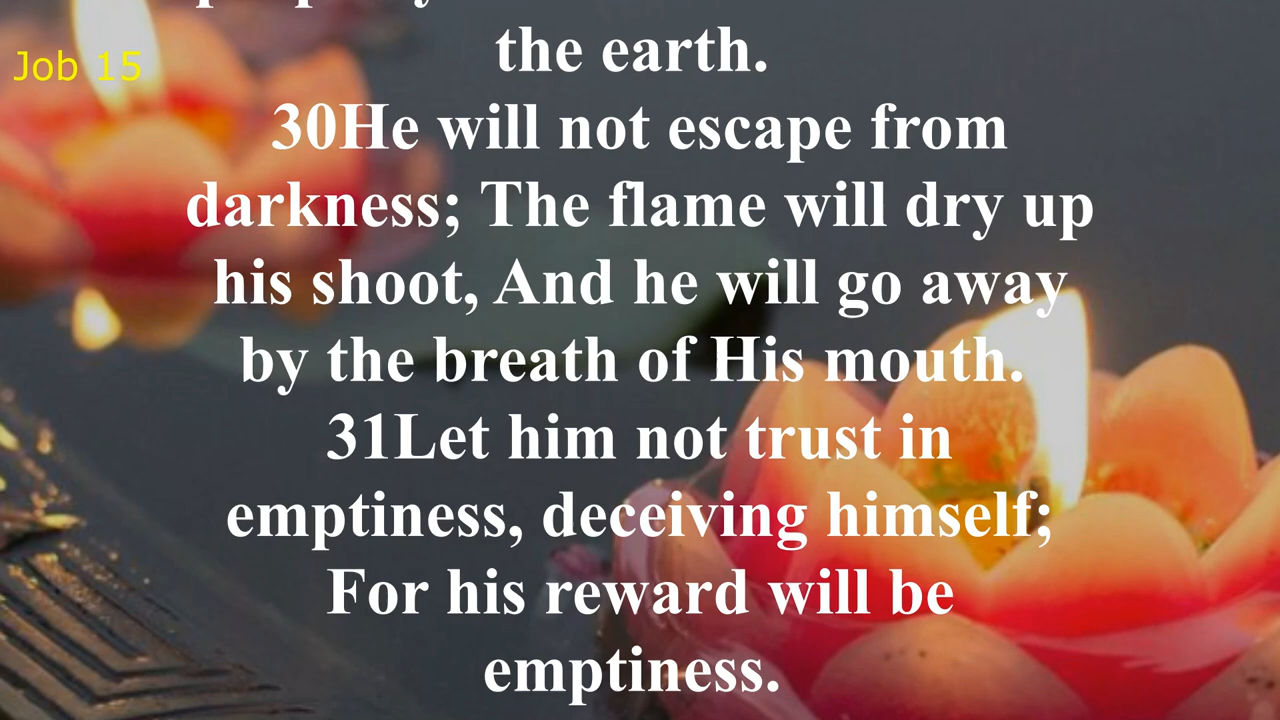 Job 15
the earth.
30He will not escape from
darkness; The flame will dry up
his shoot, And he will go away
by the breath of His mouth.
31Let him not trust in
emptiness, deceiving himself;
For his reward will be
emptiness.